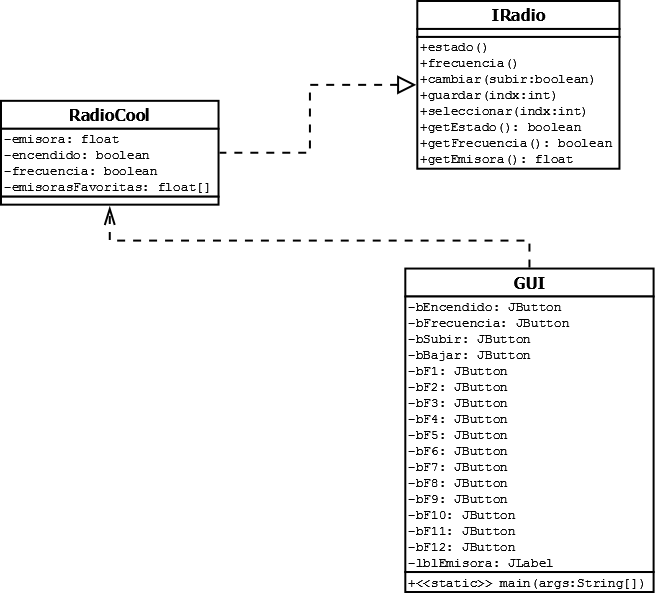 IRadio
+estado()
+frecuencia()
+cambiar(subir:boolean)
+guardar(indx:int)
+seleccionar(indx:int)
+getEstado(): boolean
+getFrecuencia(): boolean
+getEmisora(): float
RadioCool
-emisora: float
-encendido: boolean
-frecuencia: boolean
-emisorasFavoritas: float[]
GUI
-bEncendido: JButton
-bFrecuencia: JButton
-bSubir: JButton
-bBajar: JButton
-bF1: JButton
-bF2: JButton
-bF3: JButton
-bF4: JButton
-bF5: JButton
-bF6: JButton
-bF7: JButton
-bF8: JButton
-bF9: JButton
-bF10: JButton
-bF11: JButton
-bF12: JButton
-lblEmisora: JLabel
+<<static>> main(args:String[])